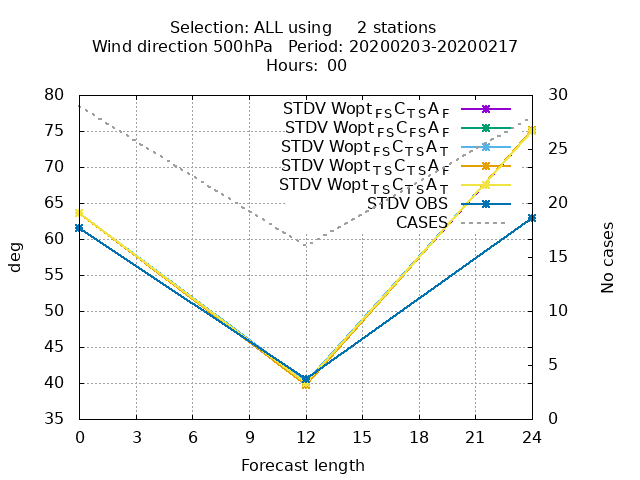 Selection: ALL using     2 stations
Wind direction 500hPa   Period: 20200203-20200217
Hours: 00
80 30
STDV Wopt_FS C_TS A_F
75
STDV Wopt_FS C_FS A_F
STDV Wopt_FS C_TS A_T
25
70
STDV Wopt_TS C_TS A_F
STDV Wopt_TS C_TS A_T
65 STDV OBS 20
CASES
60
15
55
50 10
45
5
40
35 0
deg
No cases
0 3 6 9 12 15 18 21 24
Forecast length